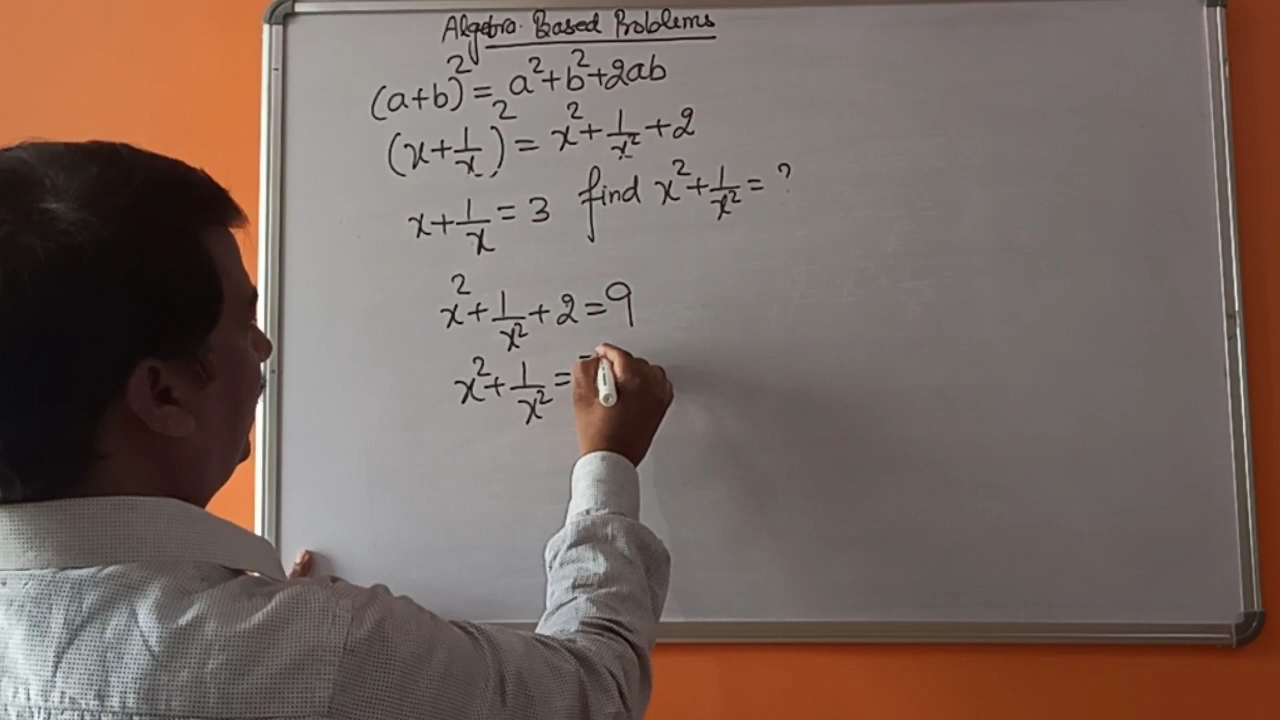 Algebra Based Problems
(a+b)² = a²+b²+2ab
(x+1/x)² = x²+1/x²+2
x+1/x = 3 find x²+1/x² = ?
x²+1/x²+2=9
x²+1/x²=